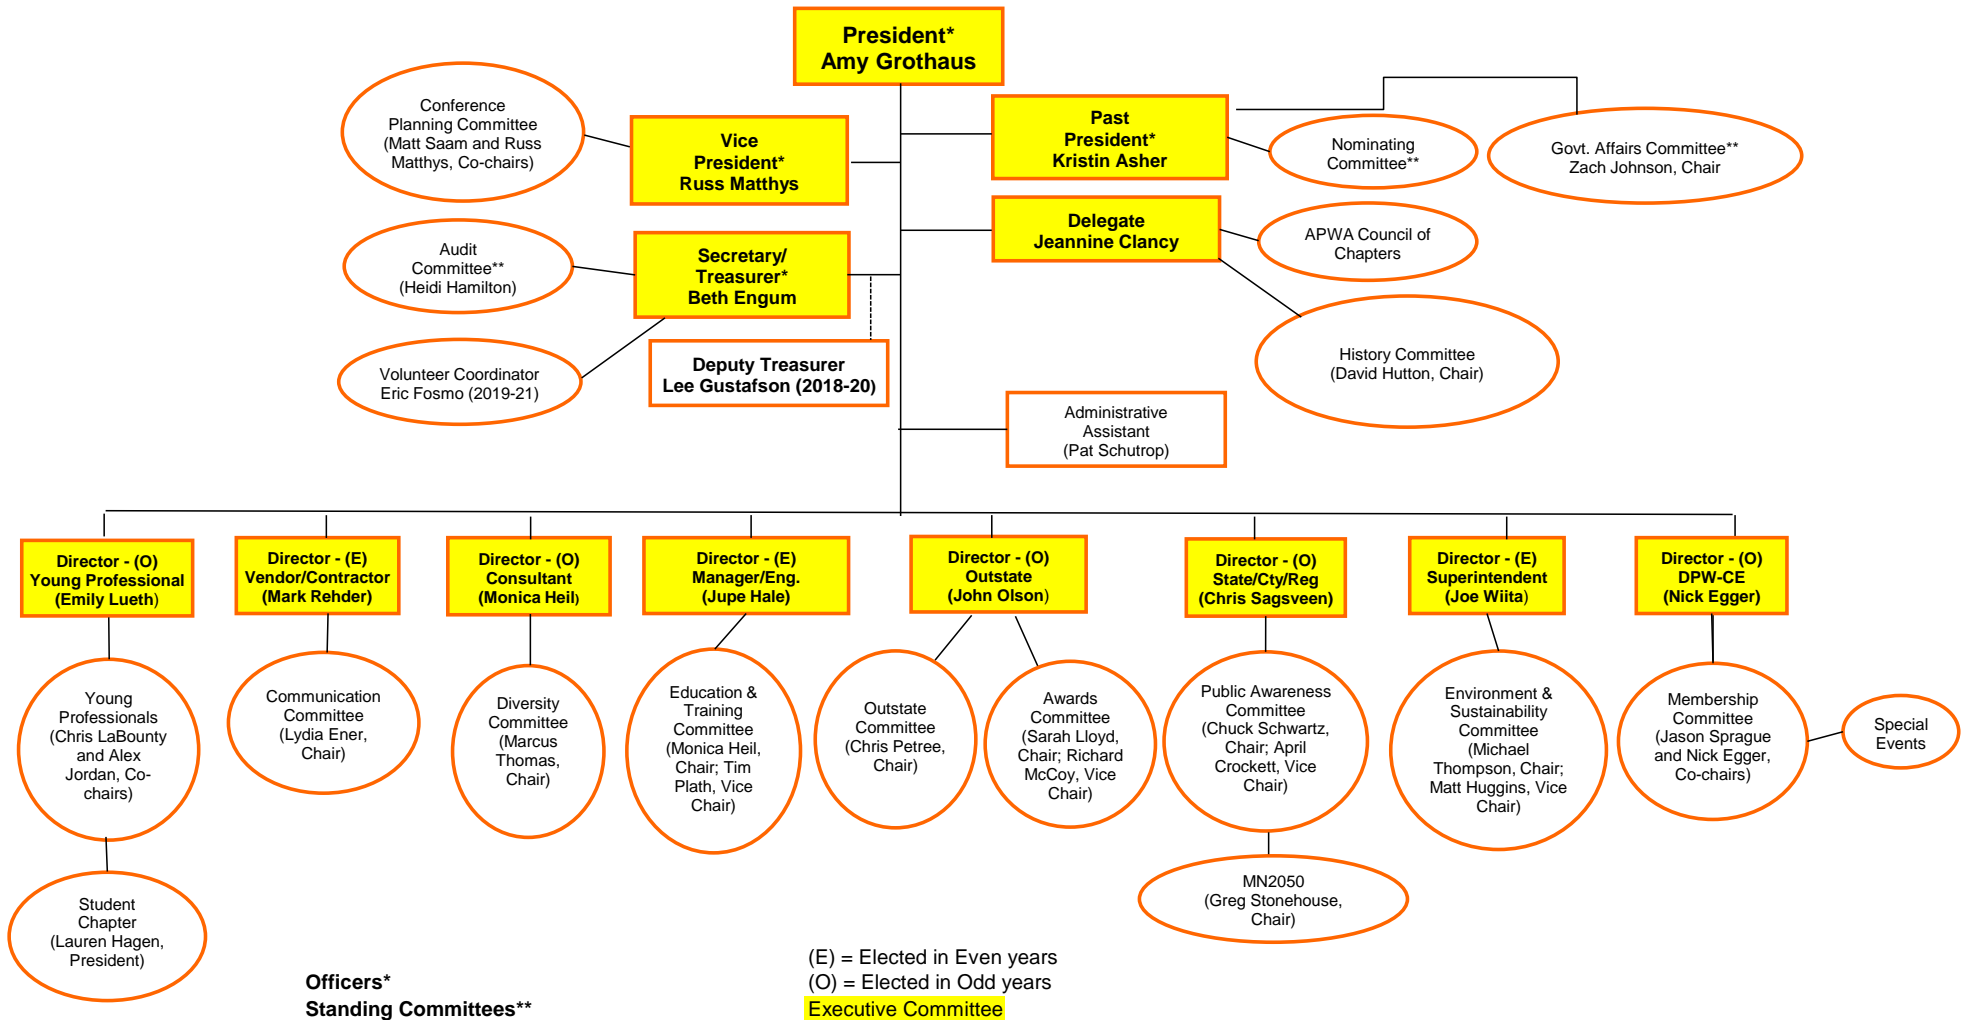 President*
Amy Grothaus
Conference
Planning Committee
(Matt Saam and Russ
Matthys, Co-chairs)
Vice
President*
Russ Matthys
Past
President*
Kristin Asher
Nominating
Committee**
Govt. Affairs Committee**
Zach Johnson, Chair
Audit
Committee**
(Heidi Hamilton)
Secretary/
Treasurer*
Beth Engum
Delegate
Jeannine Clancy
APWA Council of
Chapters
Volunteer Coordinator
Eric Fosmo (2019-21)
Deputy Treasurer
Lee Gustafson (2018-20)
History Committee
(David Hutton, Chair)
Administrative
Assistant
(Pat Schutrop)
Director - (O)
Young Professional
(Emily Lueth)
Director - (E)
Vendor/Contractor
(Mark Rehder)
Director - (O)
Consultant
(Monica Heil)
Director - (E)
Manager/Eng.
(Jupe Hale)
Director - (O)
Outstate
(John Olson)
Director - (O)
State/Cty/Reg
(Chris Sagsveen)
Director - (E)
Superintendent
(Joe Wiita)
Director - (O)
DPW-CE
(Nick Egger)
Young
Professionals
(Chris LaBounty
and Alex
Jordan, Co-
chairs)
Communication
Committee
(Lydia Ener,
Chair)
Diversity
Committee
(Marcus
Thomas,
Chair)
Education &
Training
Committee
(Monica Heil,
Chair; Tim
Plath, Vice
Chair)
Outstate
Committee
(Chris Petree,
Chair)
Awards
Committee
(Sarah Lloyd,
Chair; Richard
McCoy, Vice
Chair)
Public Awareness
Committee
(Chuck Schwartz,
Chair; April
Crockett, Vice
Chair)
Environment &
Sustainability
Committee
(Michael
Thompson, Chair;
Matt Huggins, Vice
Chair)
Membership
Committee
(Jason Sprague
and Nick Egger,
Co-chairs)
Special
Events
Student
Chapter
(Lauren Hagen,
President)
MN2050
(Greg Stonehouse,
Chair)
Officers*
Standing Committees**
(E) = Elected in Even years
(O) = Elected in Odd years
Executive Committee